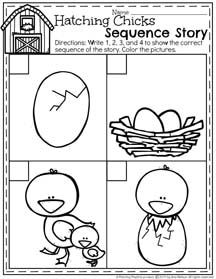 Name
Hatching Chicks
Sequence Story
Directions: Write 1, 2, 3, and 4 to show the correct
sequence of the story. Color the pictures.